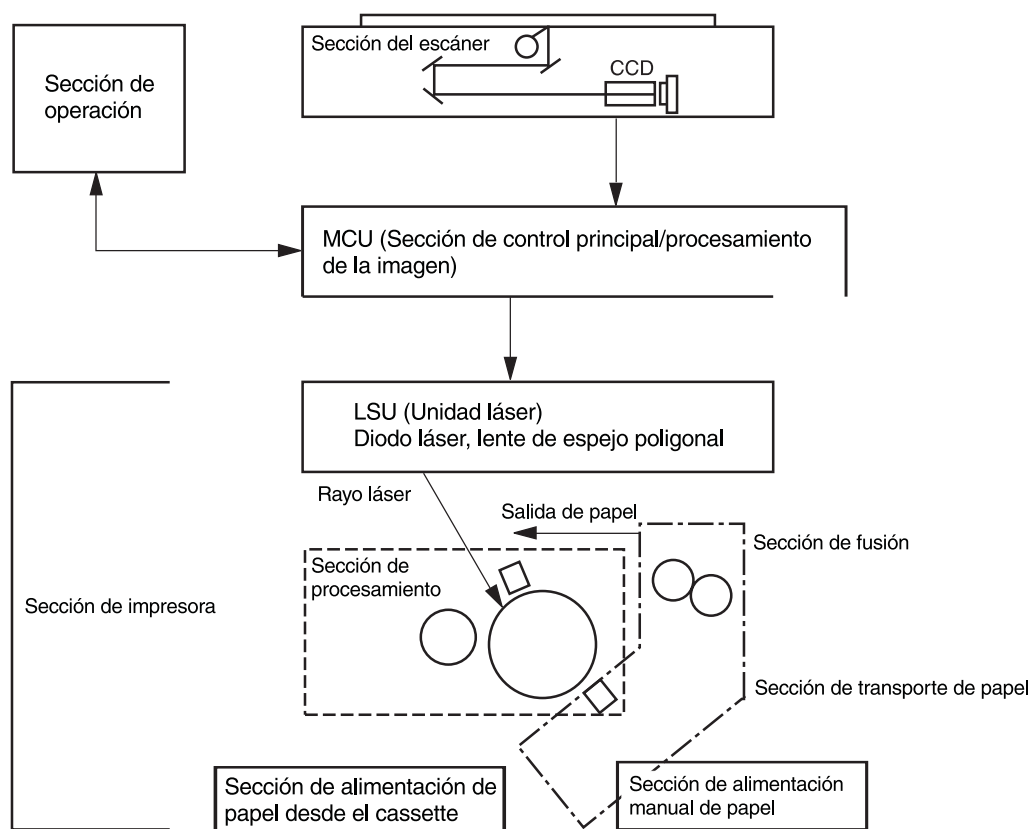 Sección del escáner
CCD
Sección de
operación
MCU (Sección de control principal/procesamiento
de la imagen)
LSU (Unidad láser)
Diodo láser, lente de espejo poligonal
Rayo láser
Salida de papel
Sección de fusión
Sección de
procesamiento
Sección de impresora
Sección de transporte de papel
Sección de alimentación de
papel desde el cassette
Sección de alimentación
manual de papel